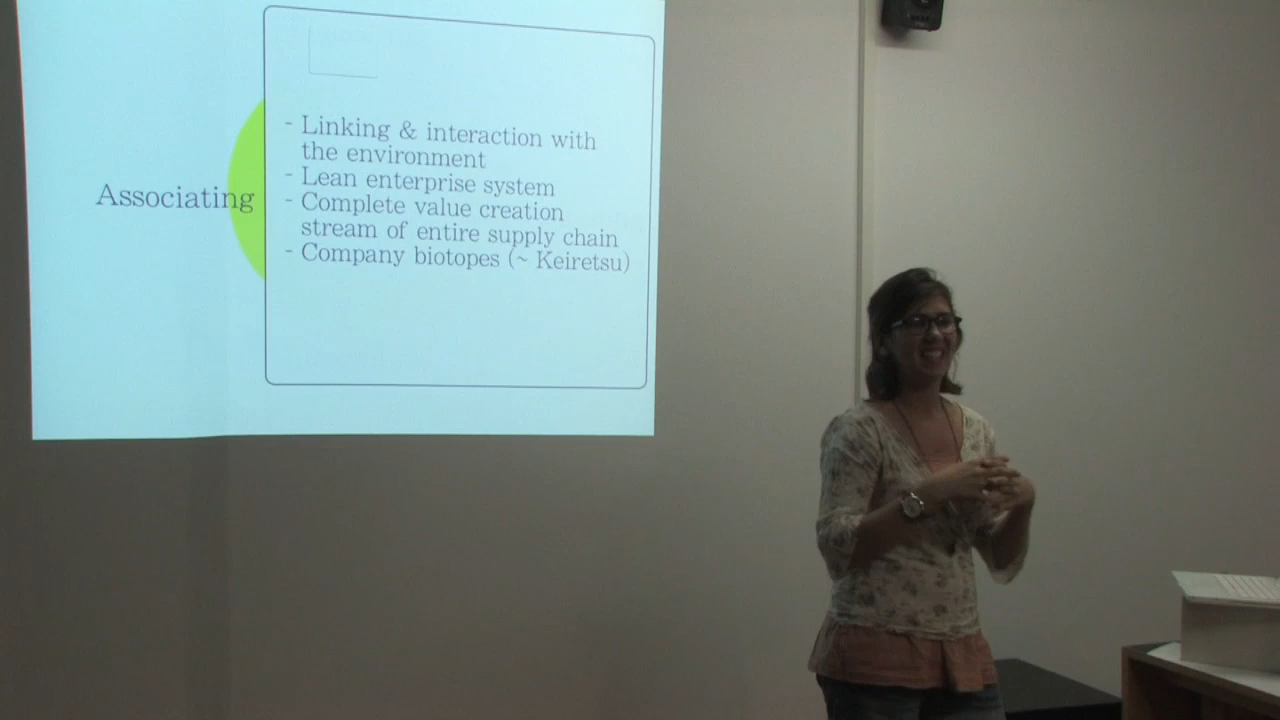 Associating
- Linking & interaction with
the environment
- Lean enterprise system
- Complete value creation
stream of entire supply chain
- Company biotopes (~ Keiretsu)